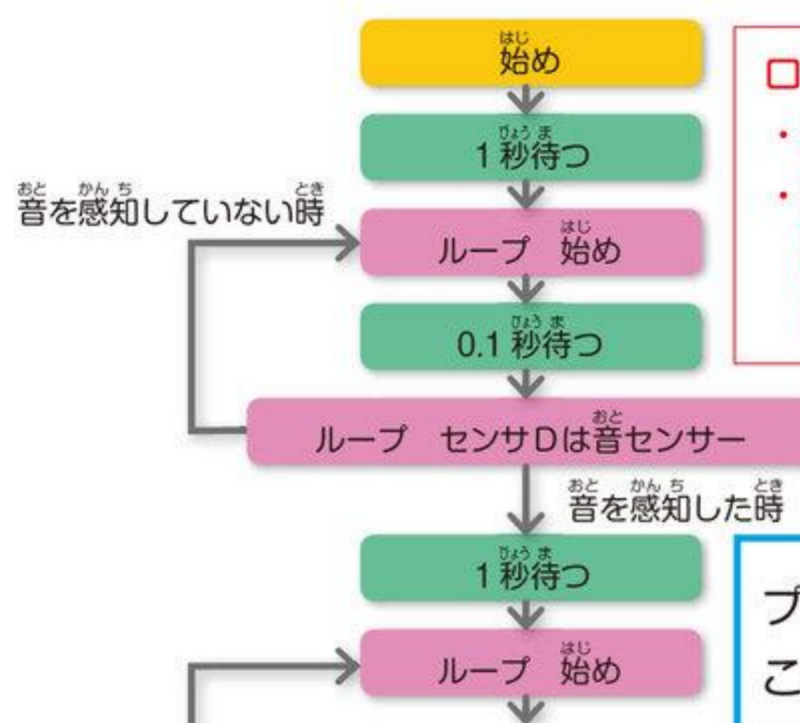 始め
1秒待つ
音を感知していない時
ループ　始め
0.1秒待つ
ループ　センサDは音センサー
音を感知した時
1秒待つ
プ
ループ　始め
こ